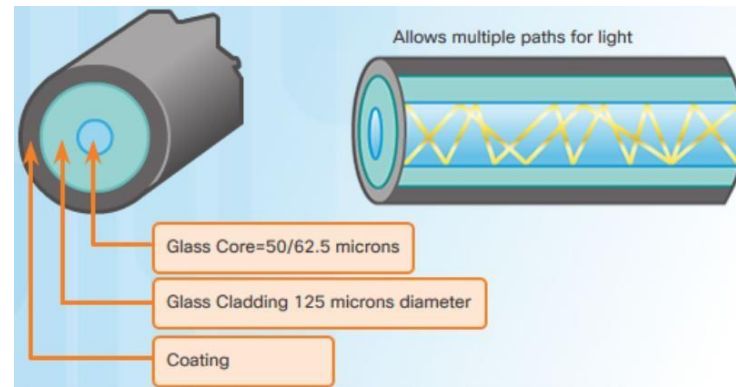 Allows multiple paths for light
Glass Core=50/62.5 microns
Glass Cladding 125 microns diameter
Coating